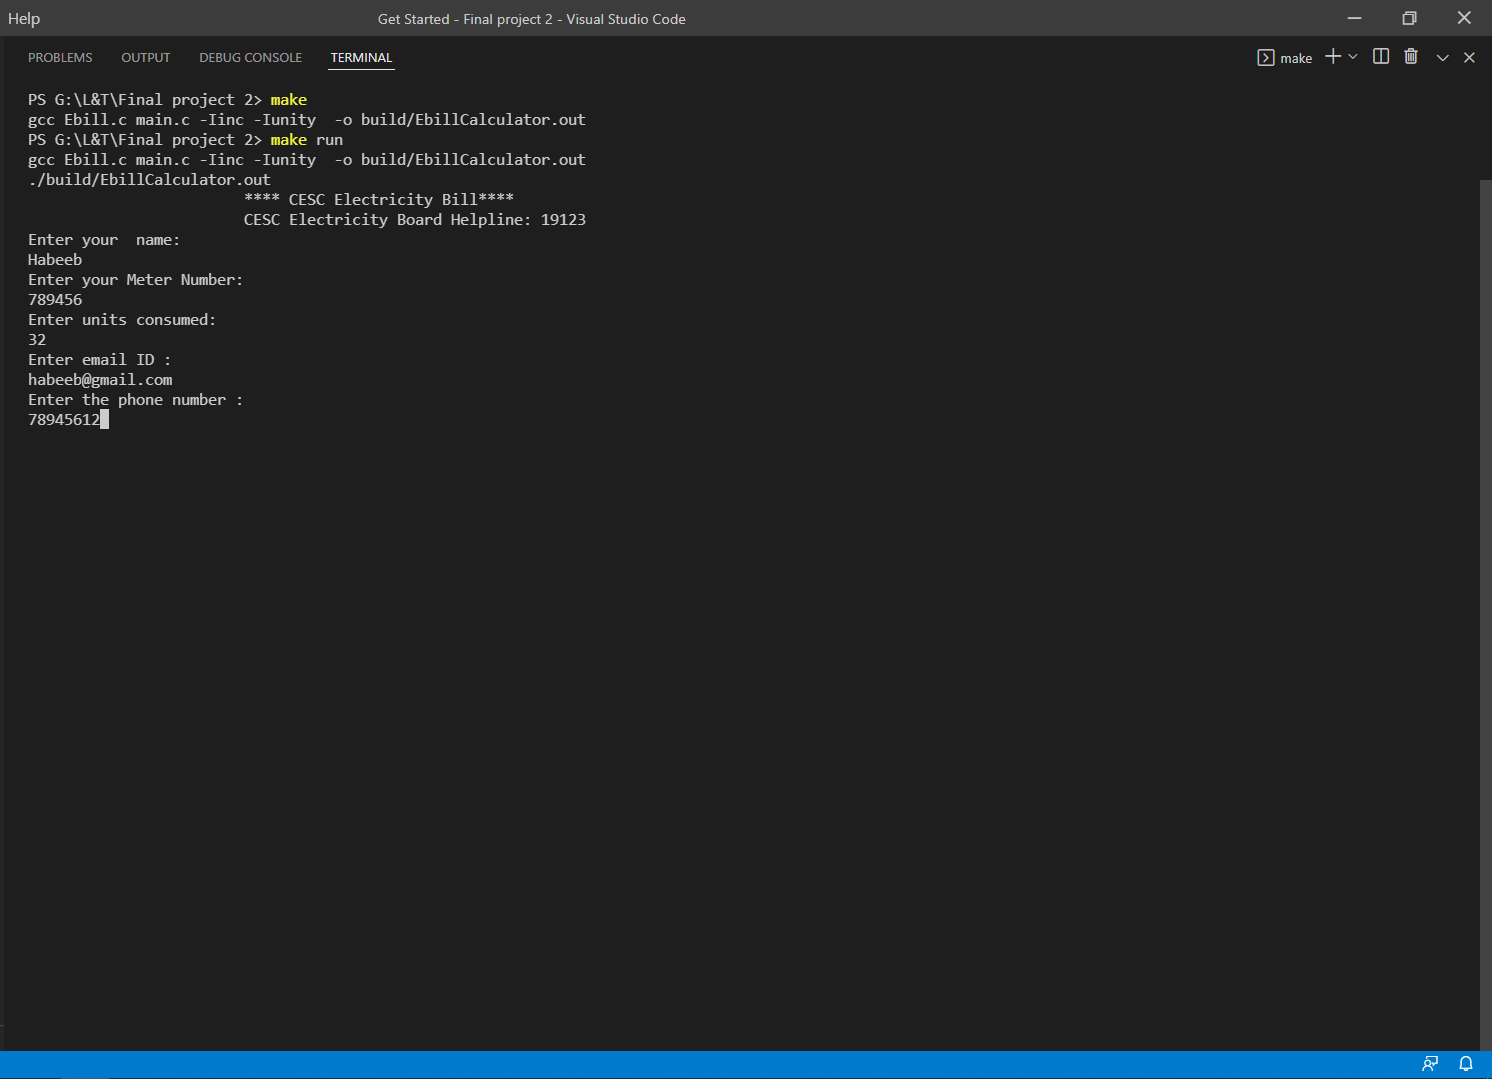 Help
Get Started - Final project 2 - Visual Studio Code
PROBLEMS OUTPUT DEBUG CONSOLE TERMINAL
make
PS G:\L&T\Final project 2> make
gcc Ebill.c main.c -Iinc -Iunity  -o build/EbillCalculator.out
PS G:\L&T\Final project 2> make run
gcc Ebill.c main.c -Iinc -Iunity  -o build/EbillCalculator.out
./build/EbillCalculator.out
**** CESC Electricity Bill****
CESC Electricity Board Helpline: 19123
Enter your  name:
Habeeb
Enter your Meter Number:
789456
Enter units consumed:
32
Enter email ID :
habeeb@gmail.com
Enter the phone number :
78945612